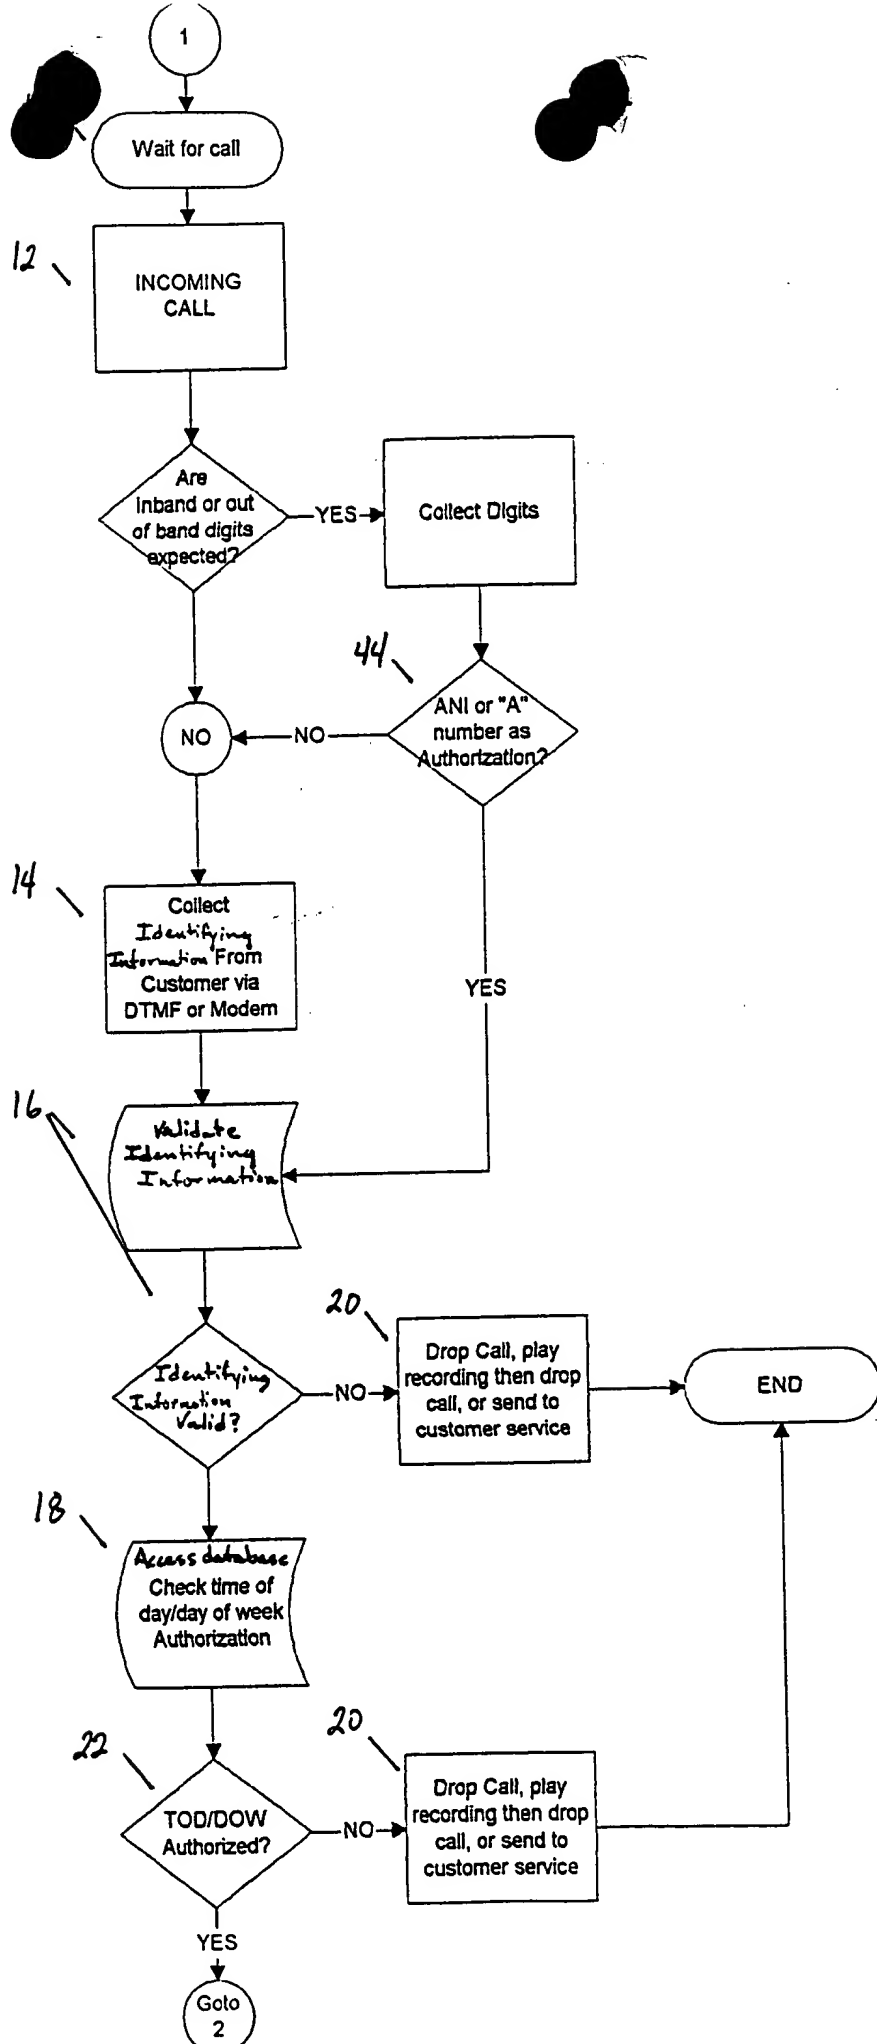 1
Wait for call
12
INCOMING
CALL
Are
inband or out
of band digits
expected?
YES
Collect Digits
44
ANI or "A"
number as
Authorization?
NO
NO
14
Collect
Identifying
Information From
Customer via
DTMF or Modem
YES
16
Validate
Identifying
Information
20
Identifying
Information
Valid?
NO
Drop Call, play
recording then drop
call, or send to
customer service
END
18
Access database
Check time of
day/day of week
Authorization
22
20
TOD/DOW
Authorized?
NO
Drop Call, play
recording then drop
call, or send to
customer service
YES
Goto
2